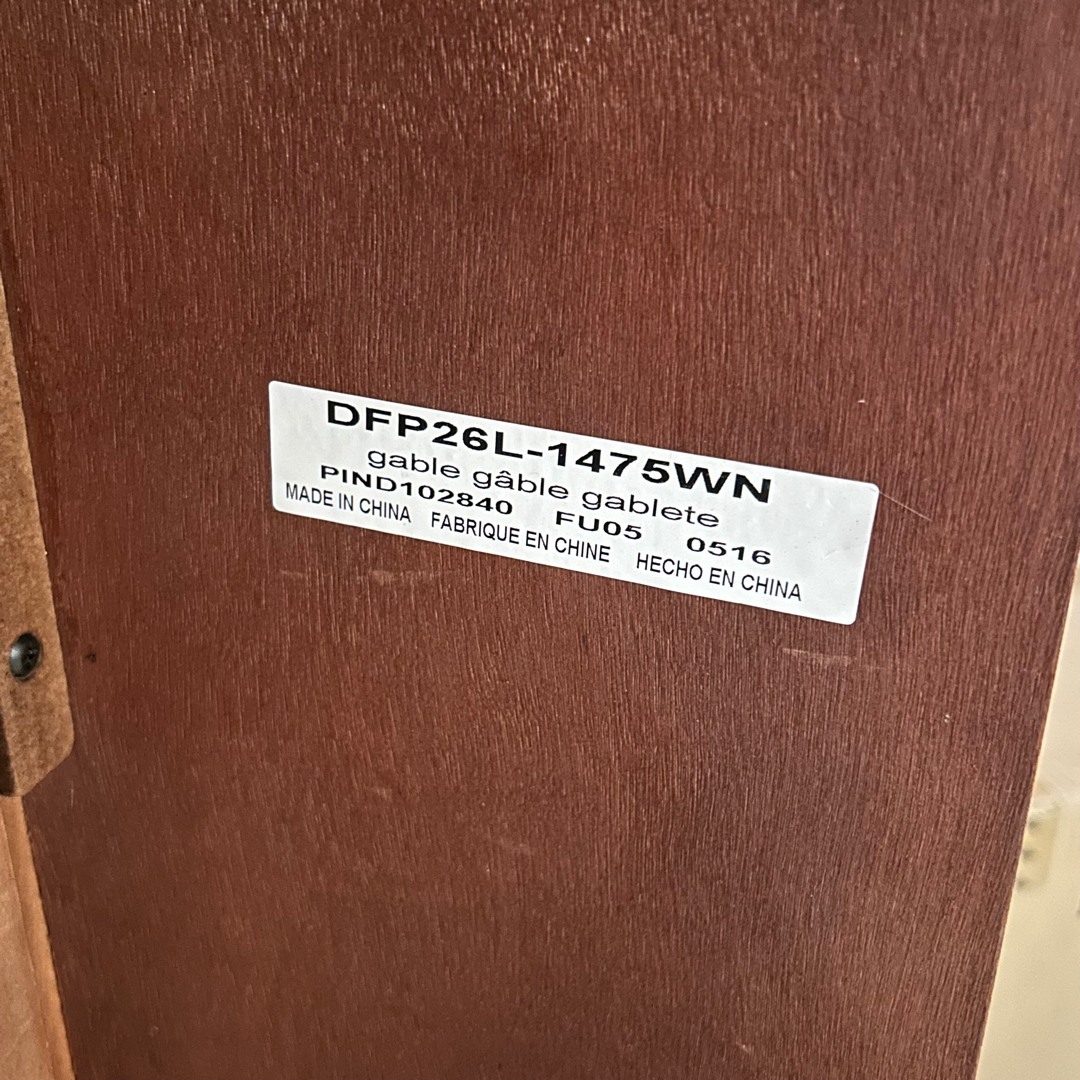 DFP26L-1475WN
gable gâble gablete
PIND102840 FU05 0516
MADE IN CHINA FABRIQUE EN CHINE HECHO EN CHINA